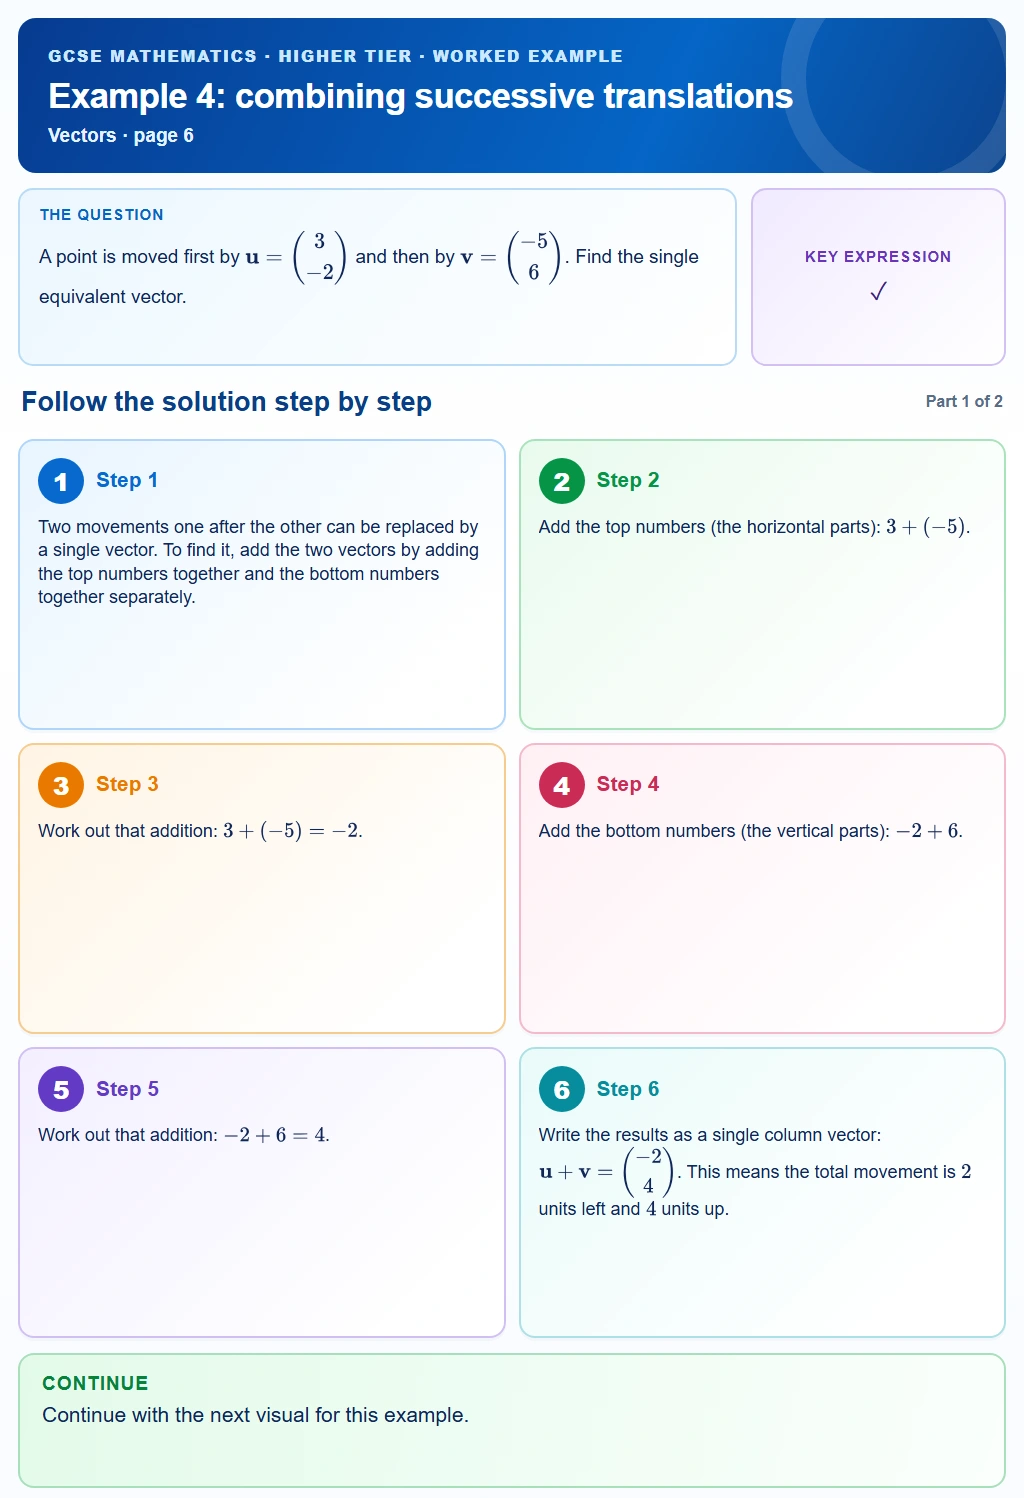 GCSE MATHEMATICS · HIGHER TIER · WORKED EXAMPLE
Example 4: combining successive translations
Vectors · page 6
THE QUESTION
A point is moved first by u = (3 −2) and then by v = (−5 6). Find the single
equivalent vector.
KEY EXPRESSION
✓
Follow the solution step by step
Part 1 of 2
1 Step 1
Two movements one after the other can be replaced by
a single vector. To find it, add the two vectors by adding
the top numbers together and the bottom numbers
together separately.
2 Step 2
Add the top numbers (the horizontal parts): 3 + (−5).
3 Step 3
Work out that addition: 3 + (−5) = −2.
4 Step 4
Add the bottom numbers (the vertical parts): −2 + 6.
5 Step 5
Work out that addition: −2 + 6 = 4.
6 Step 6
Write the results as a single column vector:
u + v = (−2 4). This means the total movement is 2
units left and 4 units up.
CONTINUE
Continue with the next visual for this example.